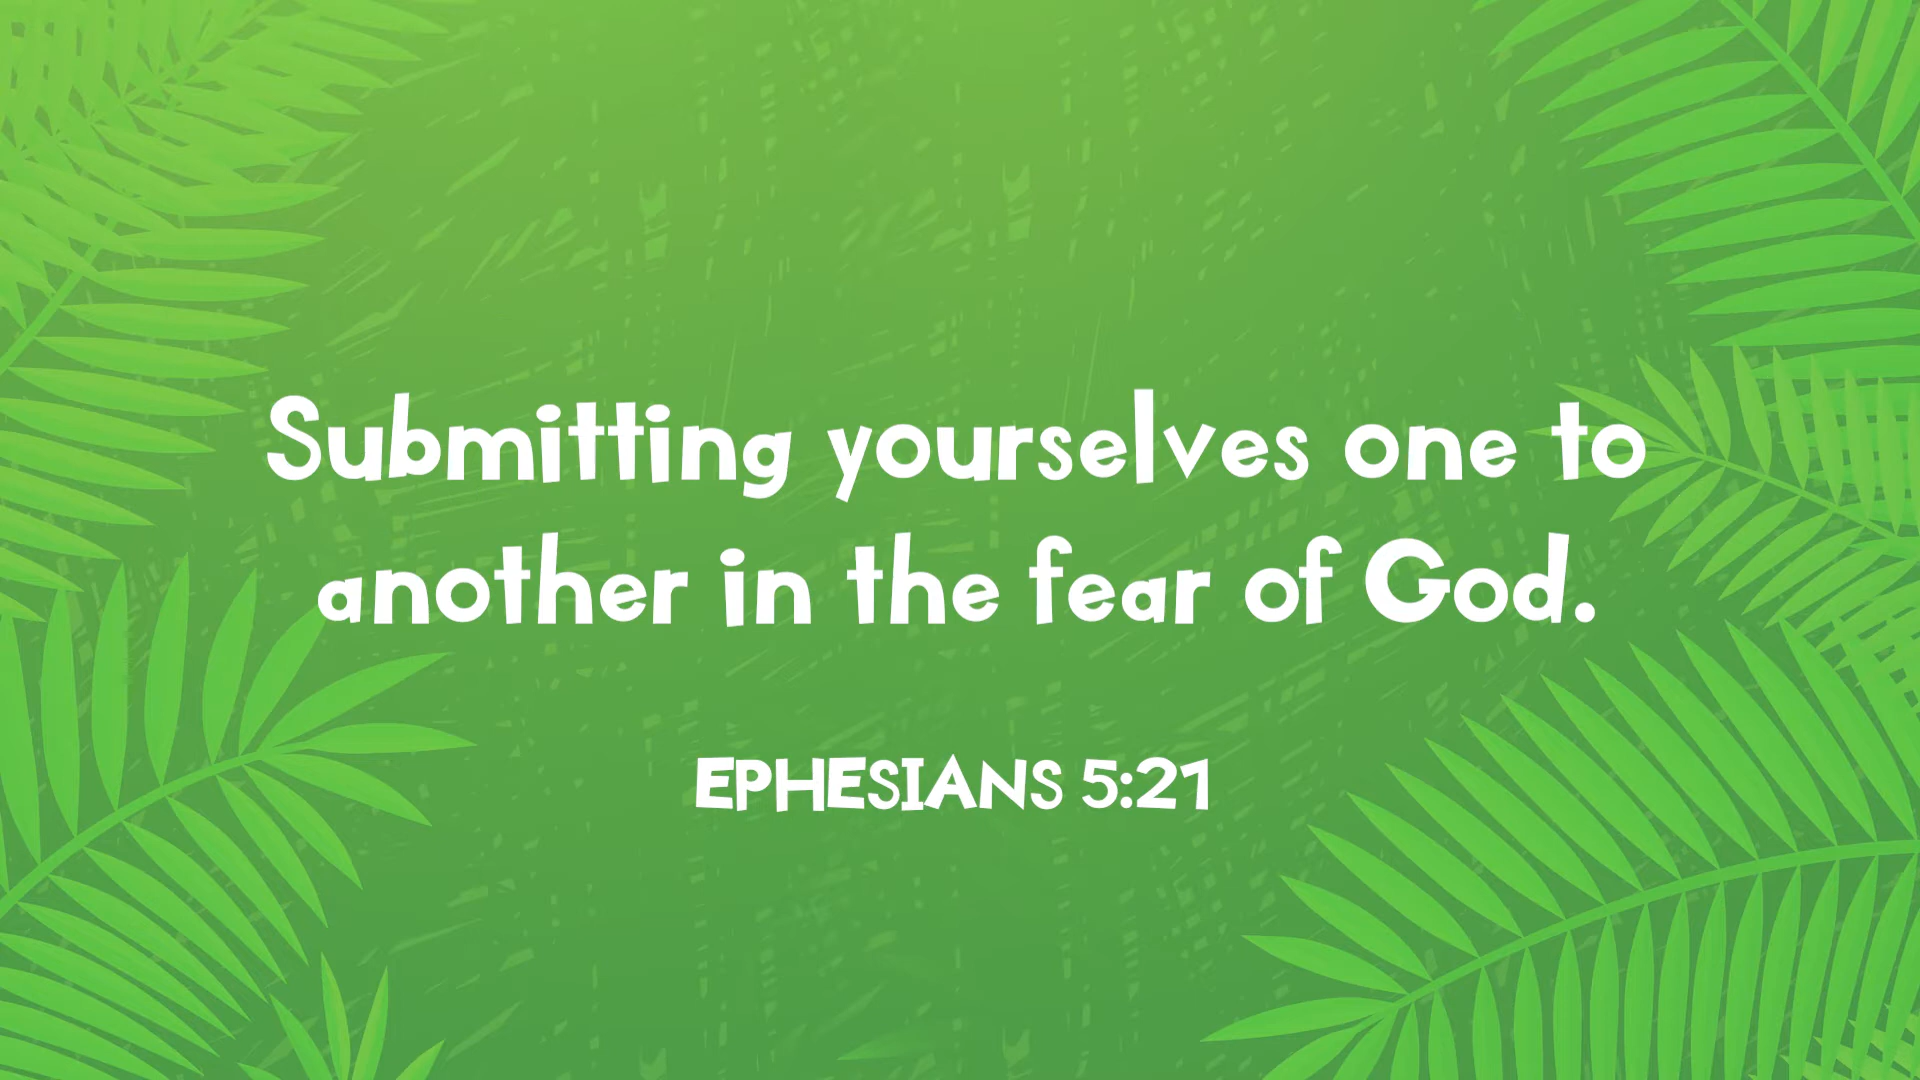 Submitting yourselves one to
another in the fear of God.
EPHESIANS 5:21